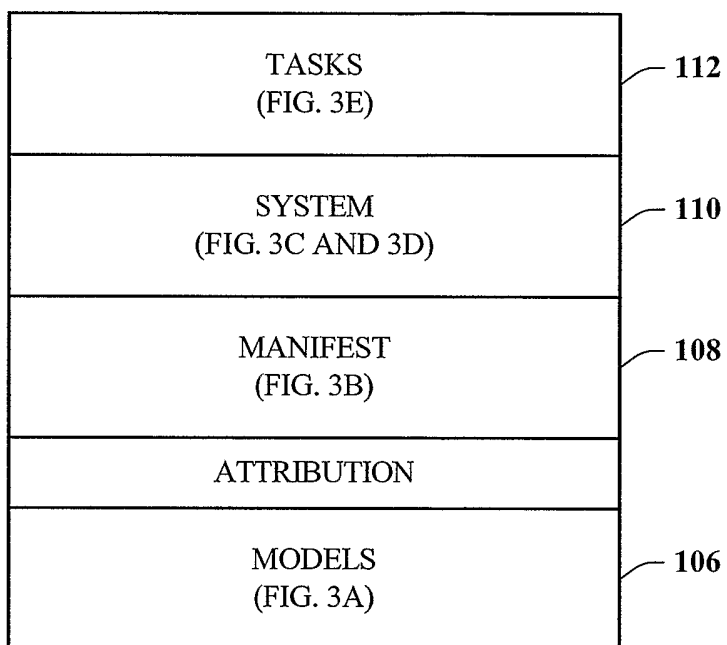 TASKS
(FIG. 3E)
112
SYSTEM
(FIG. 3C AND 3D)
110
MANIFEST
(FIG. 3B)
108
ATTRIBUTION
MODELS
(FIG. 3A)
106